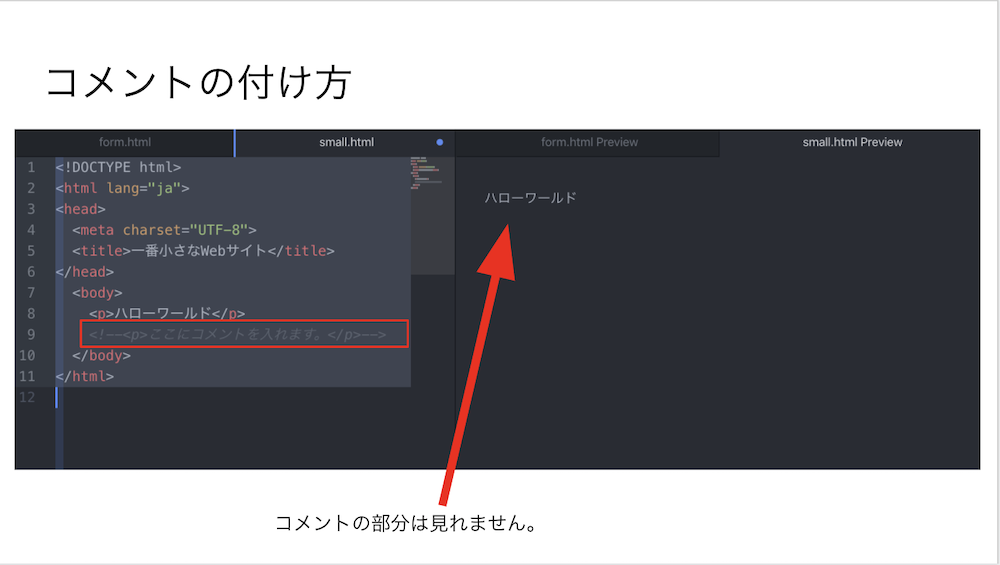 コメントの付け方
form.html
small.html
form.html Preview
small.html Preview
1 <!DOCTYPE html>
2 <html lang="ja">
3 <head>
4 <meta charset="UTF-8">
5 <title>一番小さなWebサイト</title>
6 </head>
7 <body>
8 <p>ハローワールド</p>
9 <!--<p>ここにコメントを入れます。</p>-->
10 </body>
11 </html>
12
ハローワールド
コメントの部分は見れません。